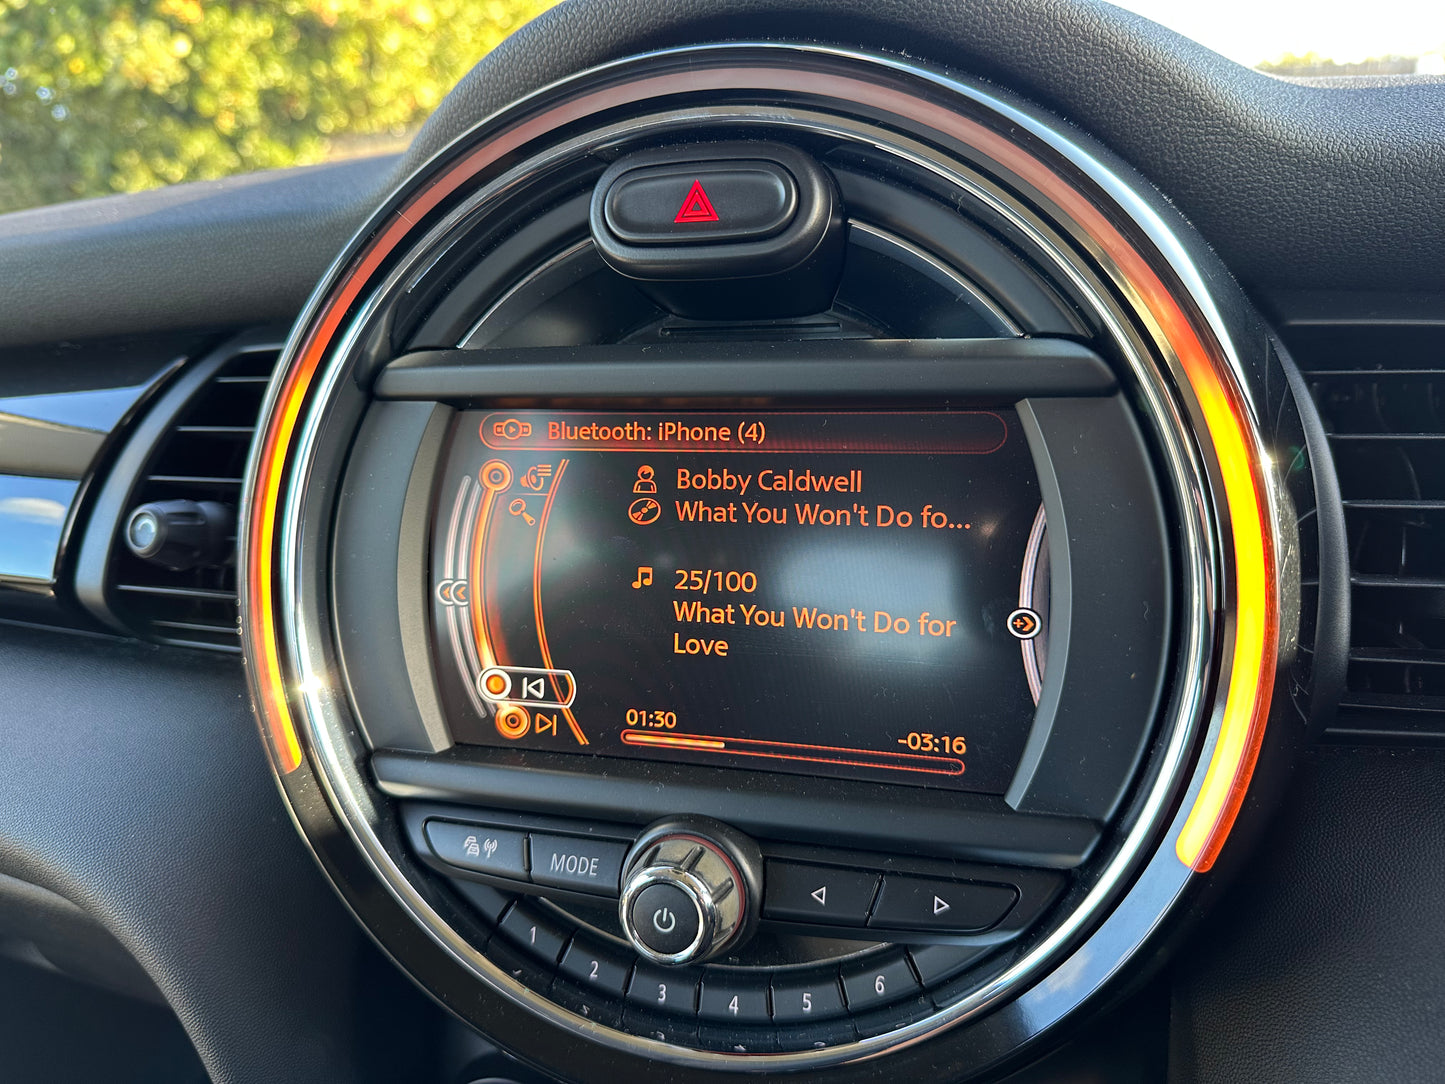 Bluetooth: iPhone (4)
Bobby Caldwell
What You Won't Do fo...
25/100
What You Won't Do for
Love
01:30
-03:16
MODE
1
2
3
4
5
6